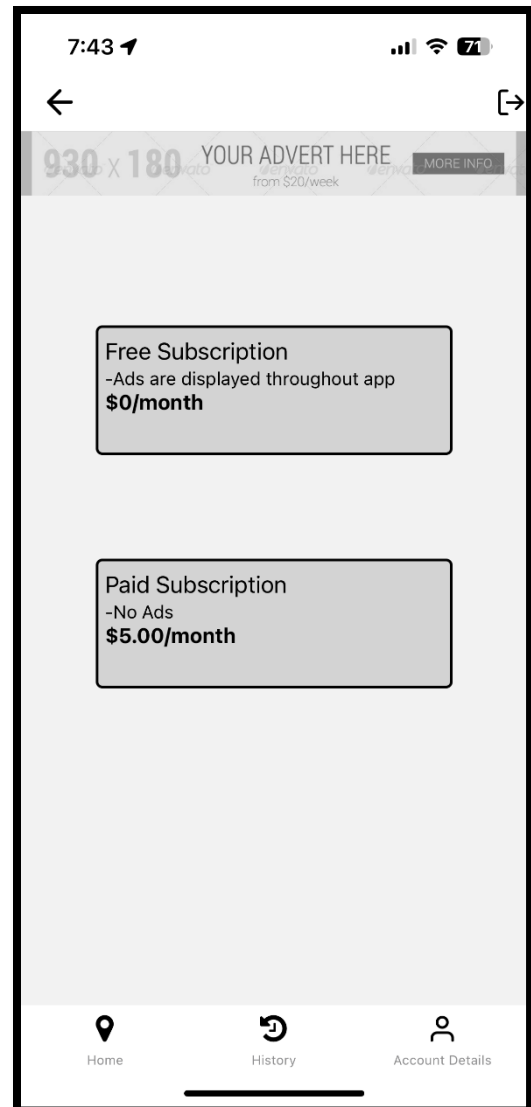 7:43
71
930 x 180 YOUR ADVERT HERE MORE INFO
from $20/week
Free Subscription
-Ads are displayed throughout app
$0/month
Paid Subscription
-No Ads
$5.00/month
Home History Account Details